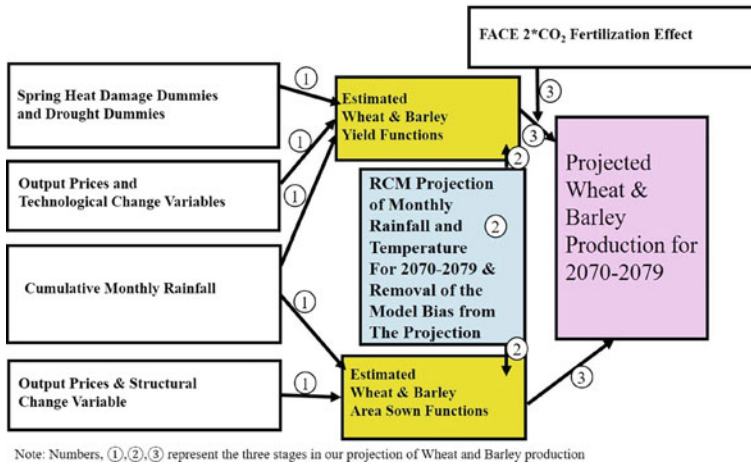 FACE 2*CO₂ Fertilization Effect
Spring Heat Damage Dummies
and Drought Dummies
①
③
Estimated
Wheat & Barley
Yield Functions
①
③
Output Prices and
Technological Change Variables
①
②
RCM Projection
of Monthly
Rainfall and
Temperature
②
For 2070-2079 &
Removal of the
Model Bias from
The Projection
Projected
Wheat &
Barley
Production for
2070-2079
Cumulative Monthly Rainfall
①
②
Output Prices & Structural
Change Variable
①
Estimated
Wheat & Barley
Area Sown Functions
③
Note: Numbers, ①,②,③ represent the three stages in our projection of Wheat and Barley production